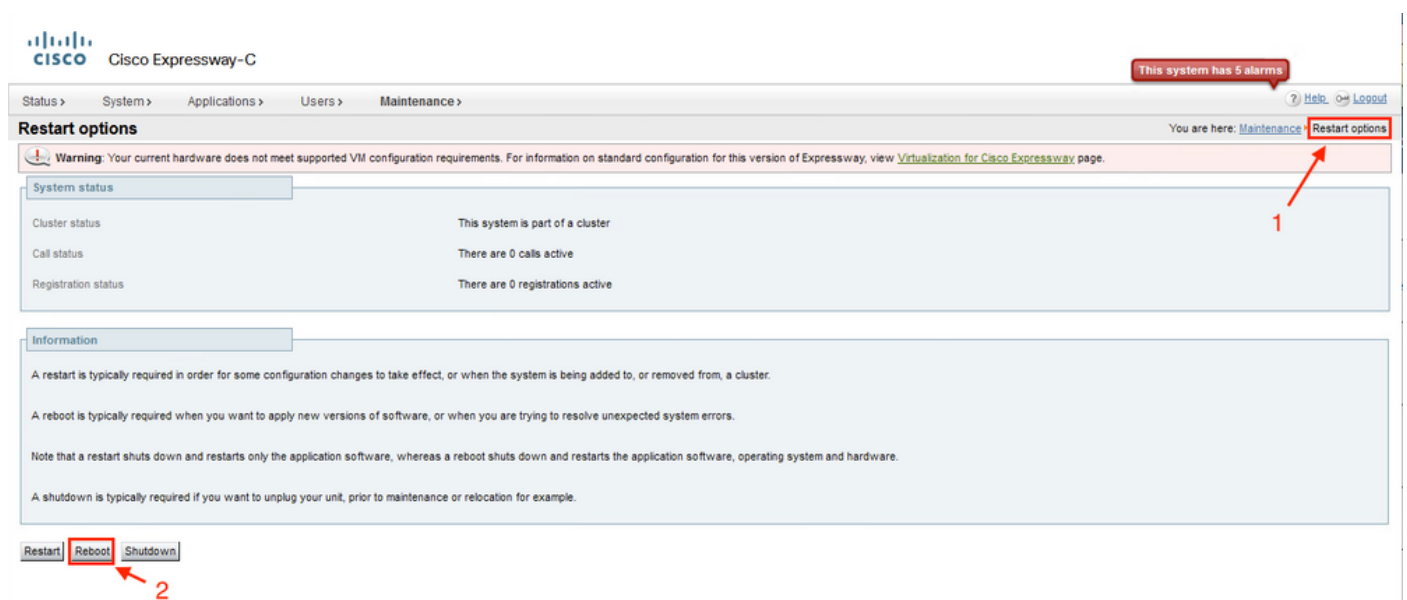 CISCO Cisco Expressway-C
This system has 5 alarms
Status > System > Applications > Users > Maintenance > ? Help Logout
Restart options You are here: Maintenance Restart options
Warning: Your current hardware does not meet supported VM configuration requirements. For information on standard configuration for this version of Expressway, view Virtualization for Cisco Expressway page.
System status
1
Cluster status This system is part of a cluster
Call status There are 0 calls active
Registration status There are 0 registrations active
Information
A restart is typically required in order for some configuration changes to take effect, or when the system is being added to, or removed from, a cluster.
A reboot is typically required when you want to apply new versions of software, or when you are trying to resolve unexpected system errors.
Note that a restart shuts down and restarts only the application software, whereas a reboot shuts down and restarts the application software, operating system and hardware.
A shutdown is typically required if you want to unplug your unit, prior to maintenance or relocation for example.
Restart Reboot Shutdown
2